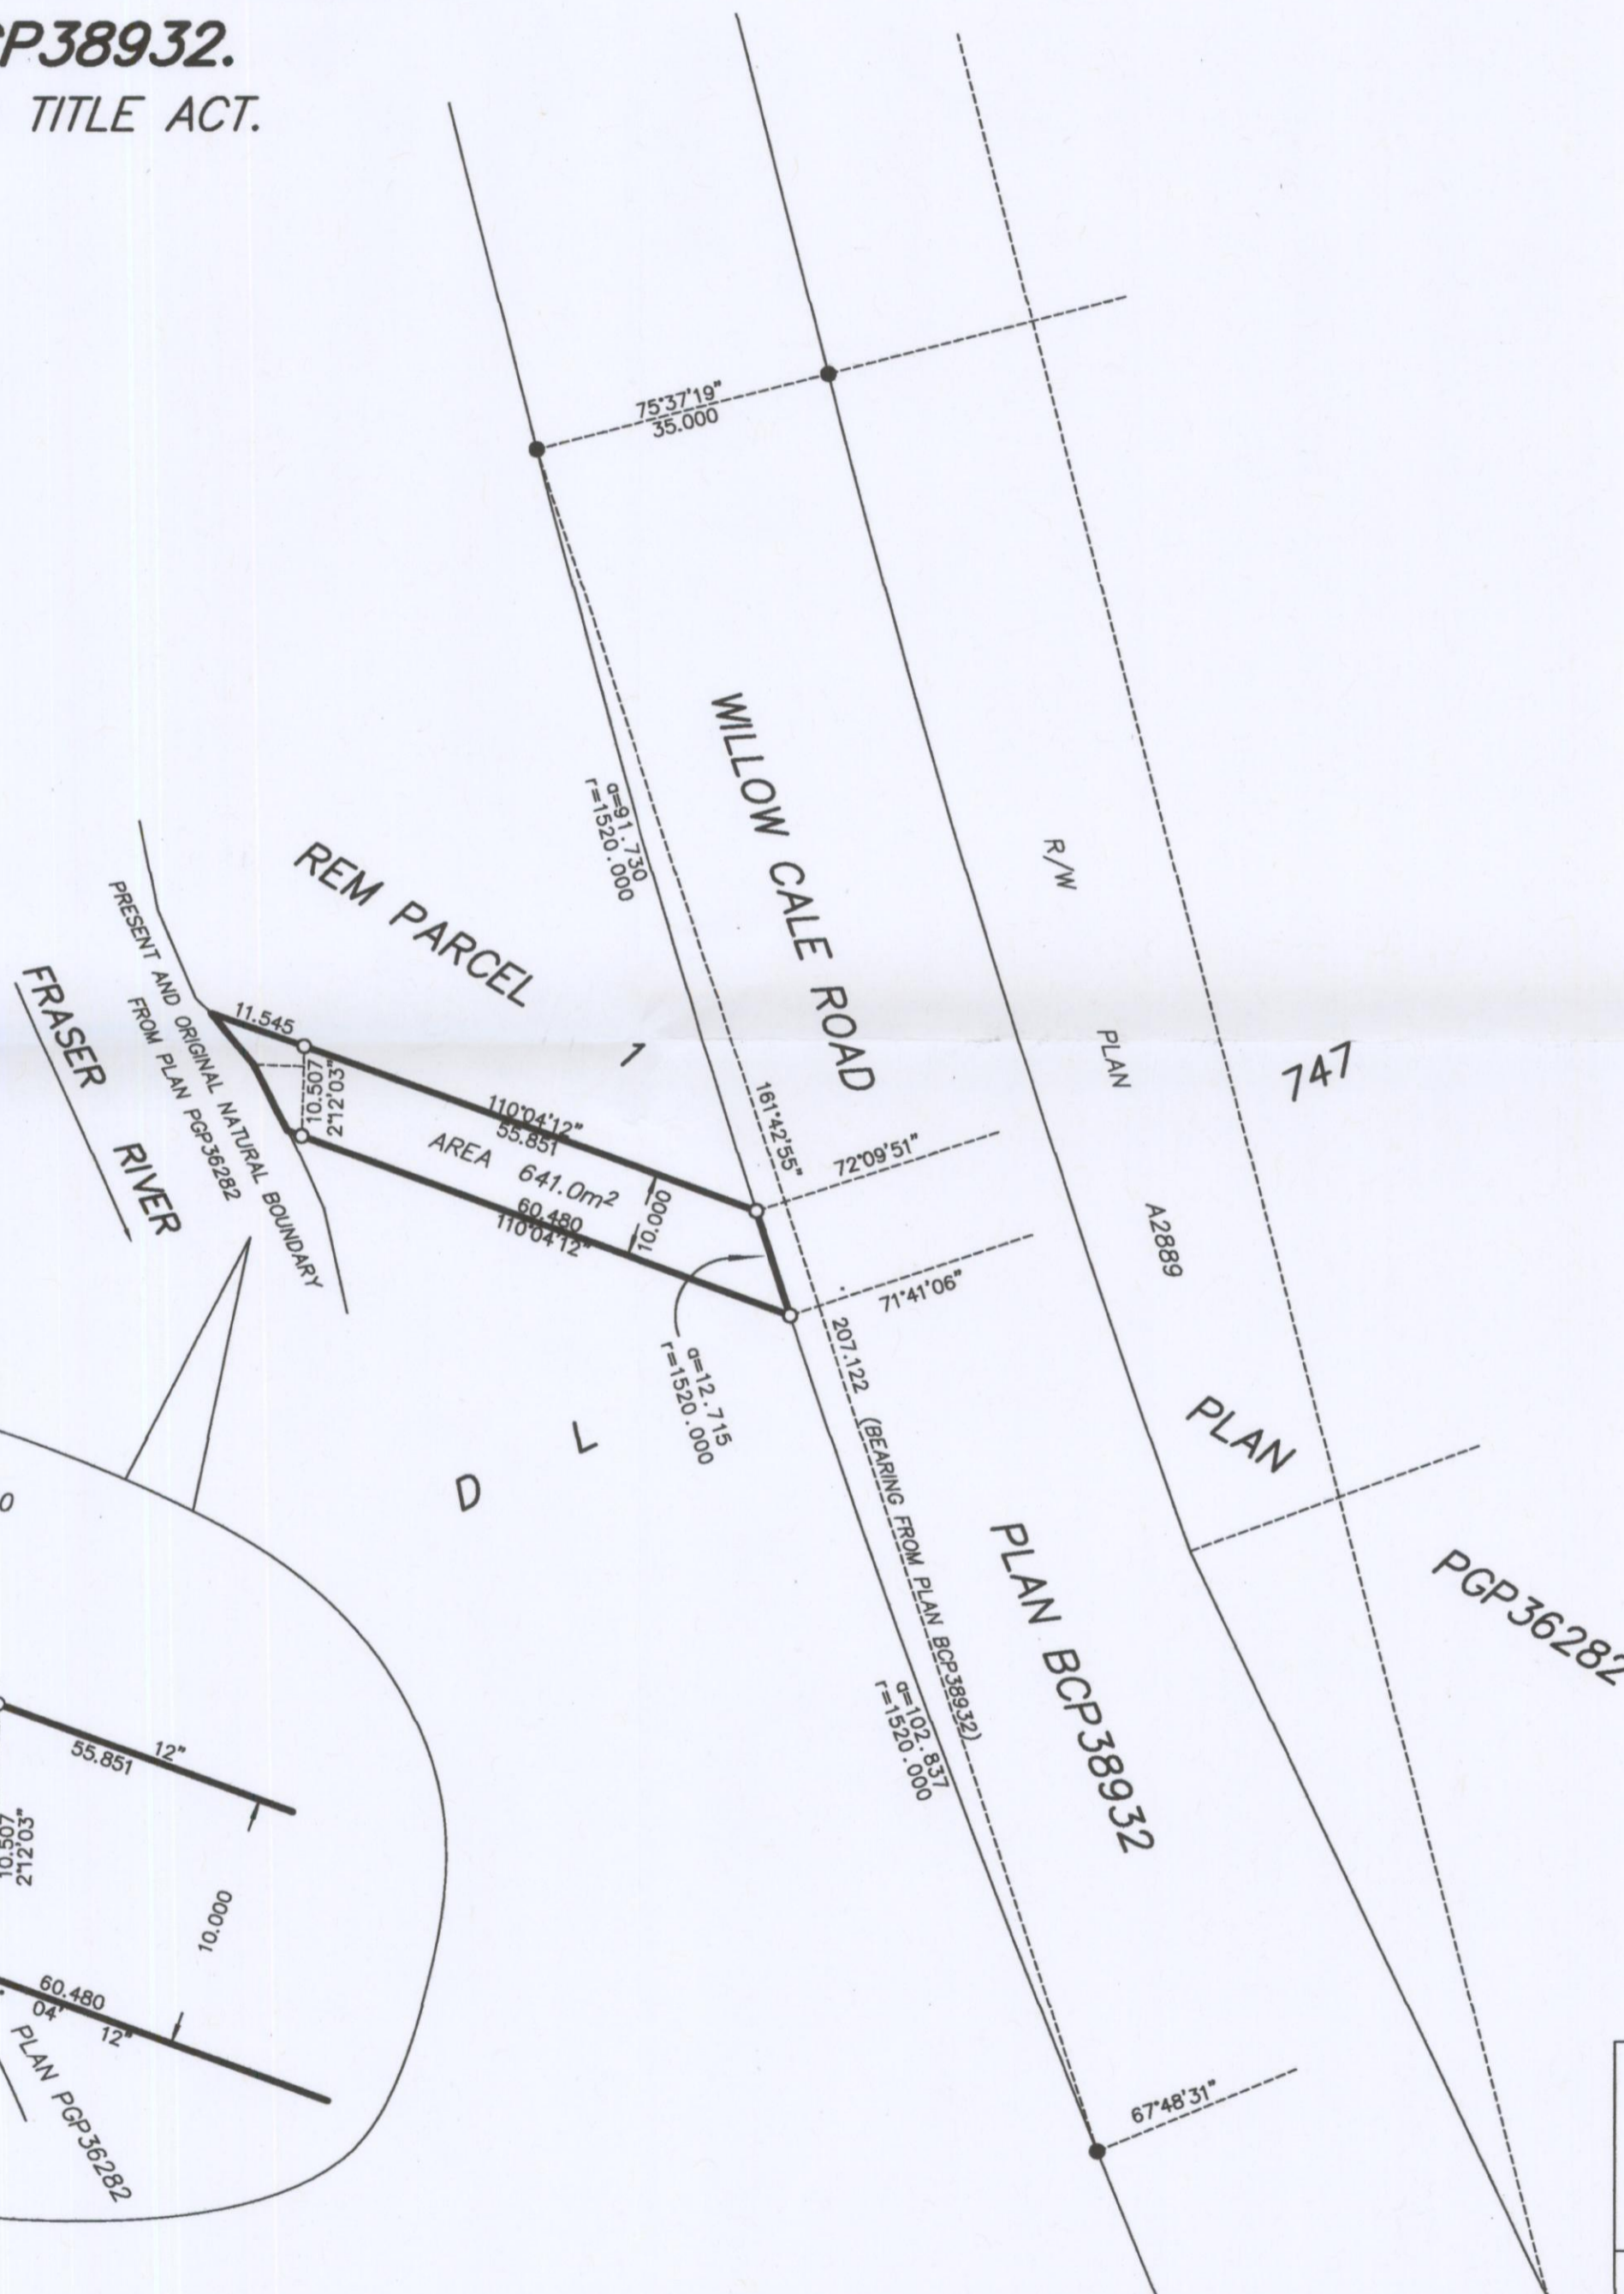 P38932.
TITLE ACT.
75°37'19"
35.000
WILLOW CALE ROAD
a=91.730
r=1520.000
R/W
PLAN
A2889
747
REM PARCEL
1
PRESENT AND ORIGINAL NATURAL BOUNDARY
FROM PLAN PGP36282
FRASER
RIVER
11.545
10.507
2°12'03"
110°04'12"
55.851
AREA 641.0m²
60.480
110°04'12"
10.000
161°42'55"
72°09'51"
71°41'06"
207.122 (BEARING FROM PLAN BCP38932)
a=12.715
r=1520.000
D L
PLAN
PGP36282
PLAN BCP38932
a=102.837
r=1520.000
67°48'31"
0
55.851
12"
10.507
2°12'03"
10.000
60.480
04'
12"
PLAN PGP36282